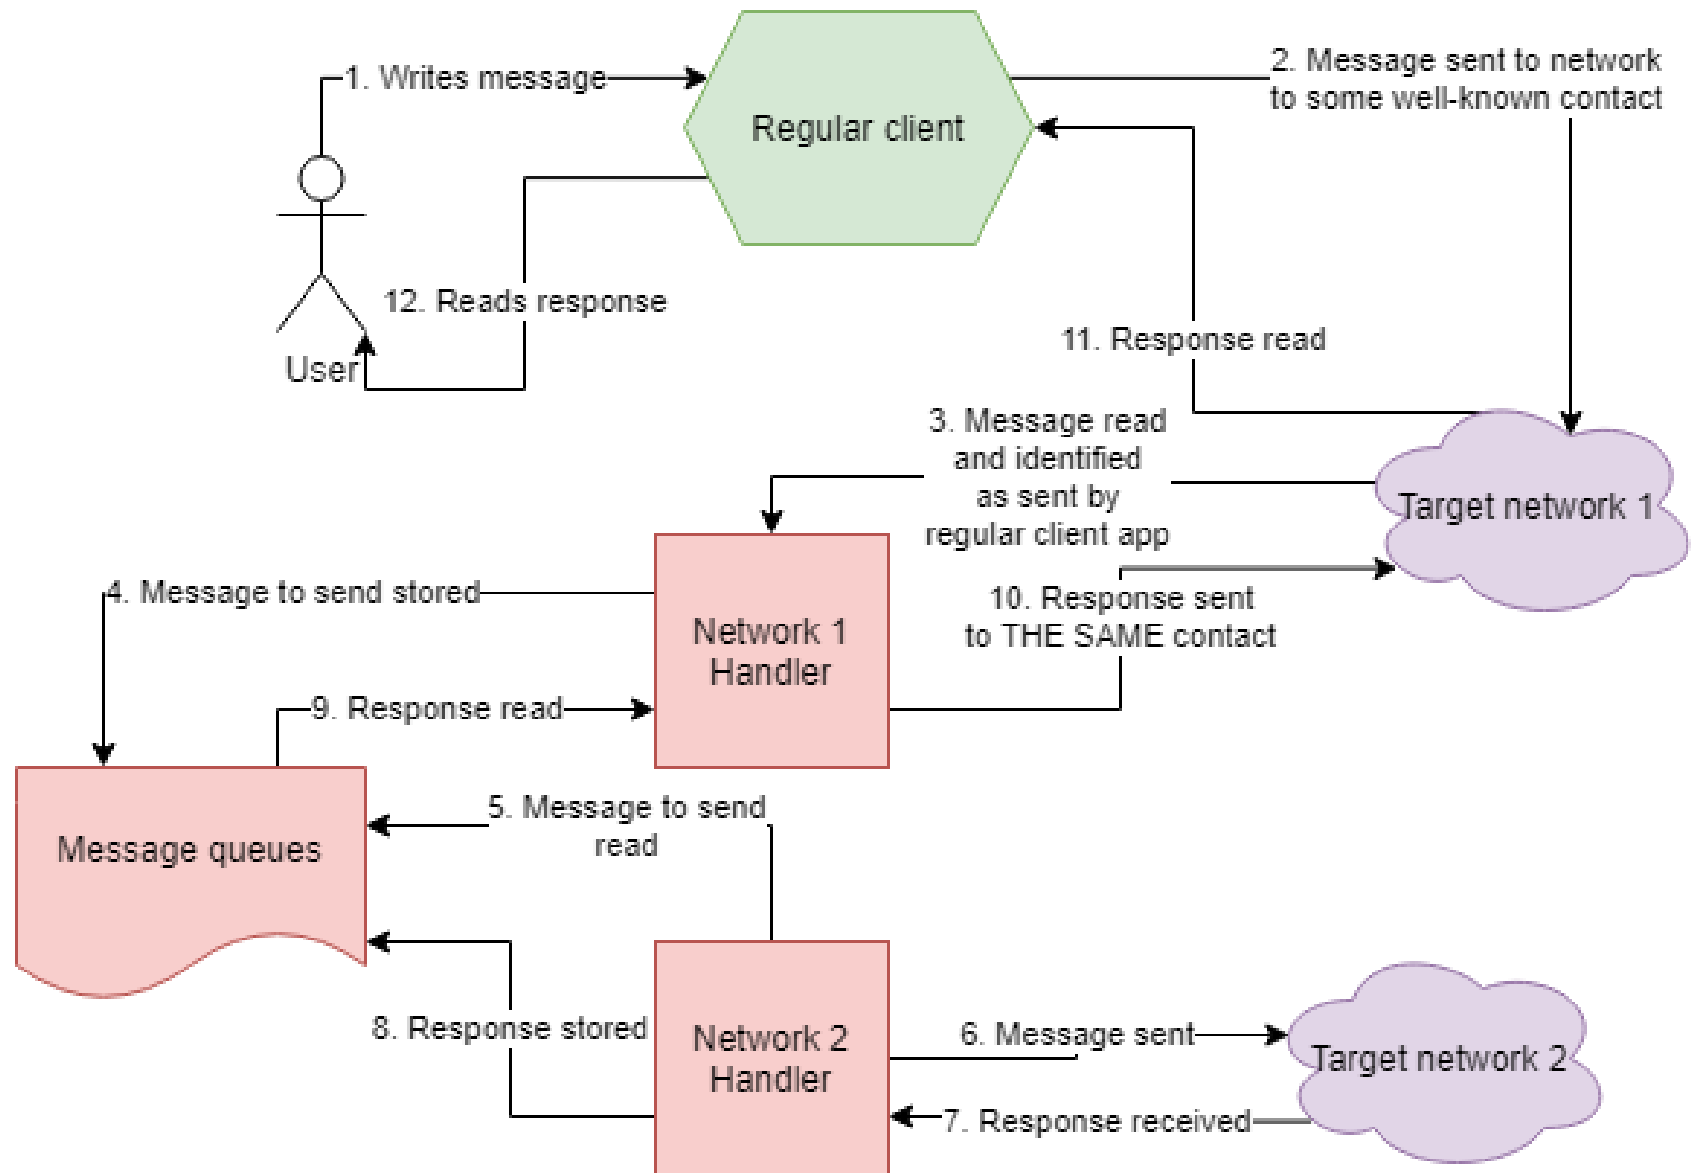 1. Writes message
Regular client
2. Message sent to network
to some well-known contact
12. Reads response
User
11. Response read
3. Message read
and identified
as sent by
regular client app
Target network 1
4. Message to send stored
Network 1
Handler
10. Response sent
to THE SAME contact
9. Response read
5. Message to send
read
Message queues
8. Response stored
Network 2
Handler
6. Message sent
Target network 2
7. Response received